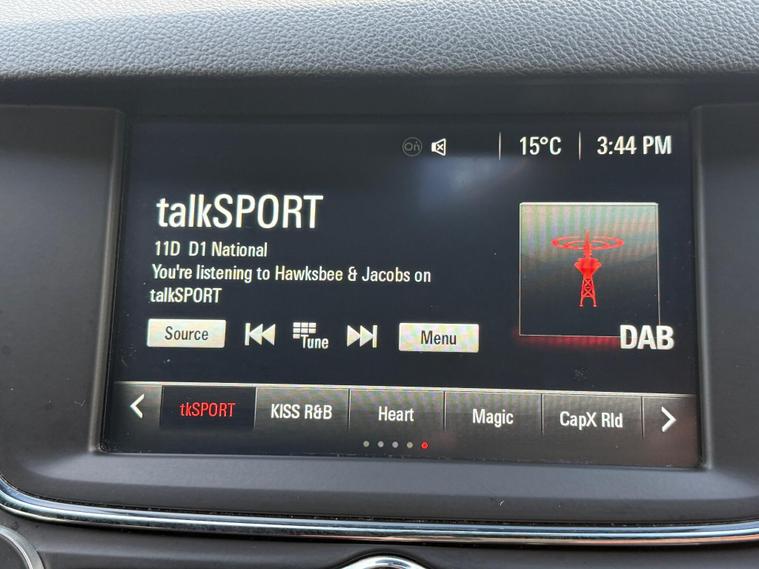 On 15°C 3:44 PM
talkSPORT
11D D1 National
You're listening to Hawksbee & Jacobs on
talkSPORT
Source Tune Menu
DAB
tkSPORT KISS R&B Heart Magic CapX Rld